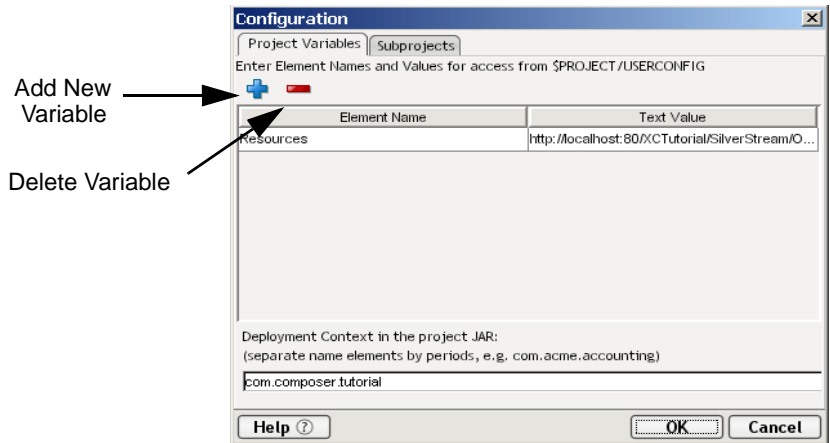 Configuration
Project Variables
Subprojects
Enter Element Names and Values for access from $PROJECT/USERCONFIG
Add New
Variable
Delete Variable
Element Name
Text Value
Resources
http://localhost:80/XCTutorial/SilverStream/O...
Deployment Context in the project JAR:
(separate name elements by periods, e.g. com.acme.accounting)
com.composer.tutorial
Help ?
OK
Cancel